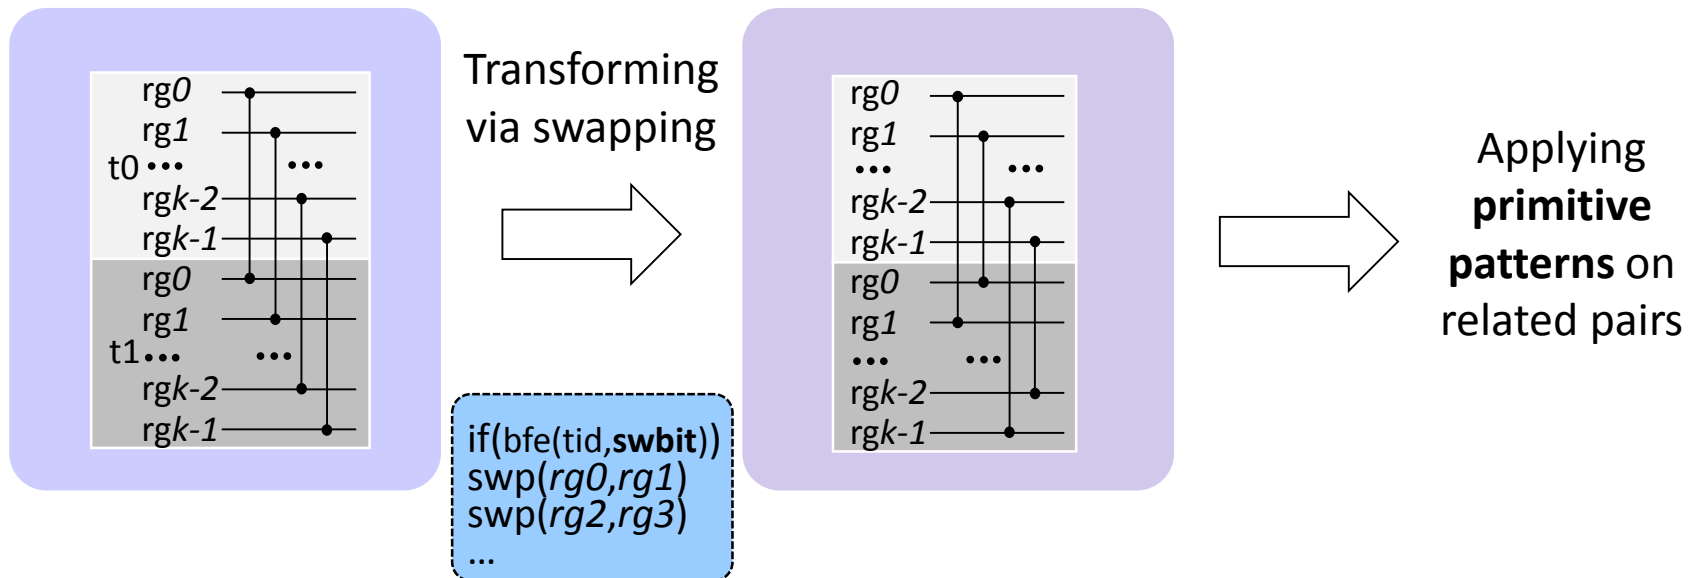 rg0
rg1
t0 •••
•••
rgk-2
rgk-1
rg0
rg1
t1 •••
•••
rgk-2
rgk-1
Transforming
via swapping
if(bfe(tid,swbit))
swp(rg0,rg1)
swp(rg2,rg3)
...
rg0
rg1
•••
•••
rgk-2
rgk-1
rg0
rg1
•••
•••
rgk-2
rgk-1
Applying
primitive
patterns on
related pairs